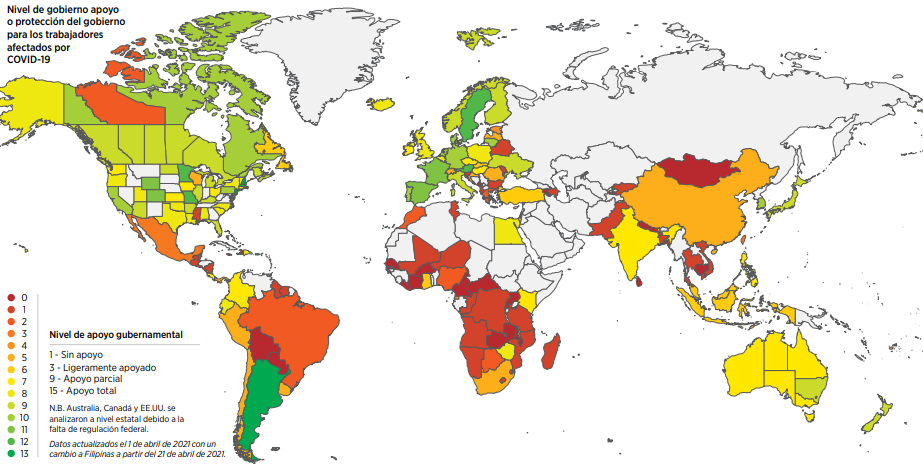 Nivel de gobierno apoyo
o protección del gobierno
para los trabajadores
afectados por
COVID-19
0
1
2
3
4
5
6
7
8
9
10
11
12
13
Nivel de apoyo gubernamental
1 - Sin apoyo
3 - Ligeramente apoyado
9 - Apoyo parcial
15 - Apoyo total
N.B. Australia, Canadá y EE.UU. se
analizaron a nivel estatal debido a la
falta de regulación federal.
Datos actualizados el 1 de abril de 2021 con un
cambio a Filipinas a partir del 21 de abril de 2021.